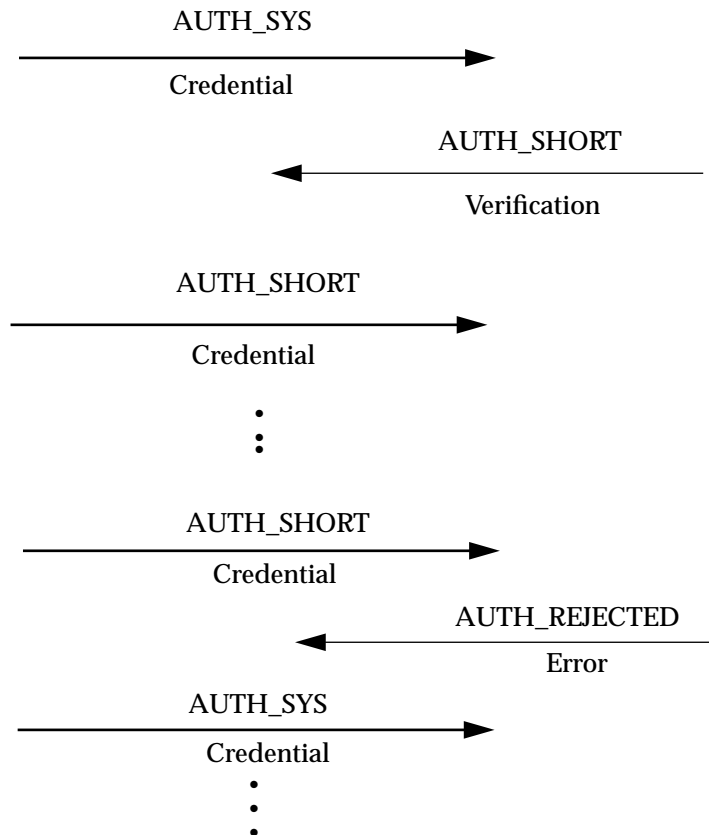 AUTH_SYS
Credential
AUTH_SHORT
Verification
AUTH_SHORT
Credential
AUTH_SHORT
Credential
AUTH_REJECTED
Error
AUTH_SYS
Credential